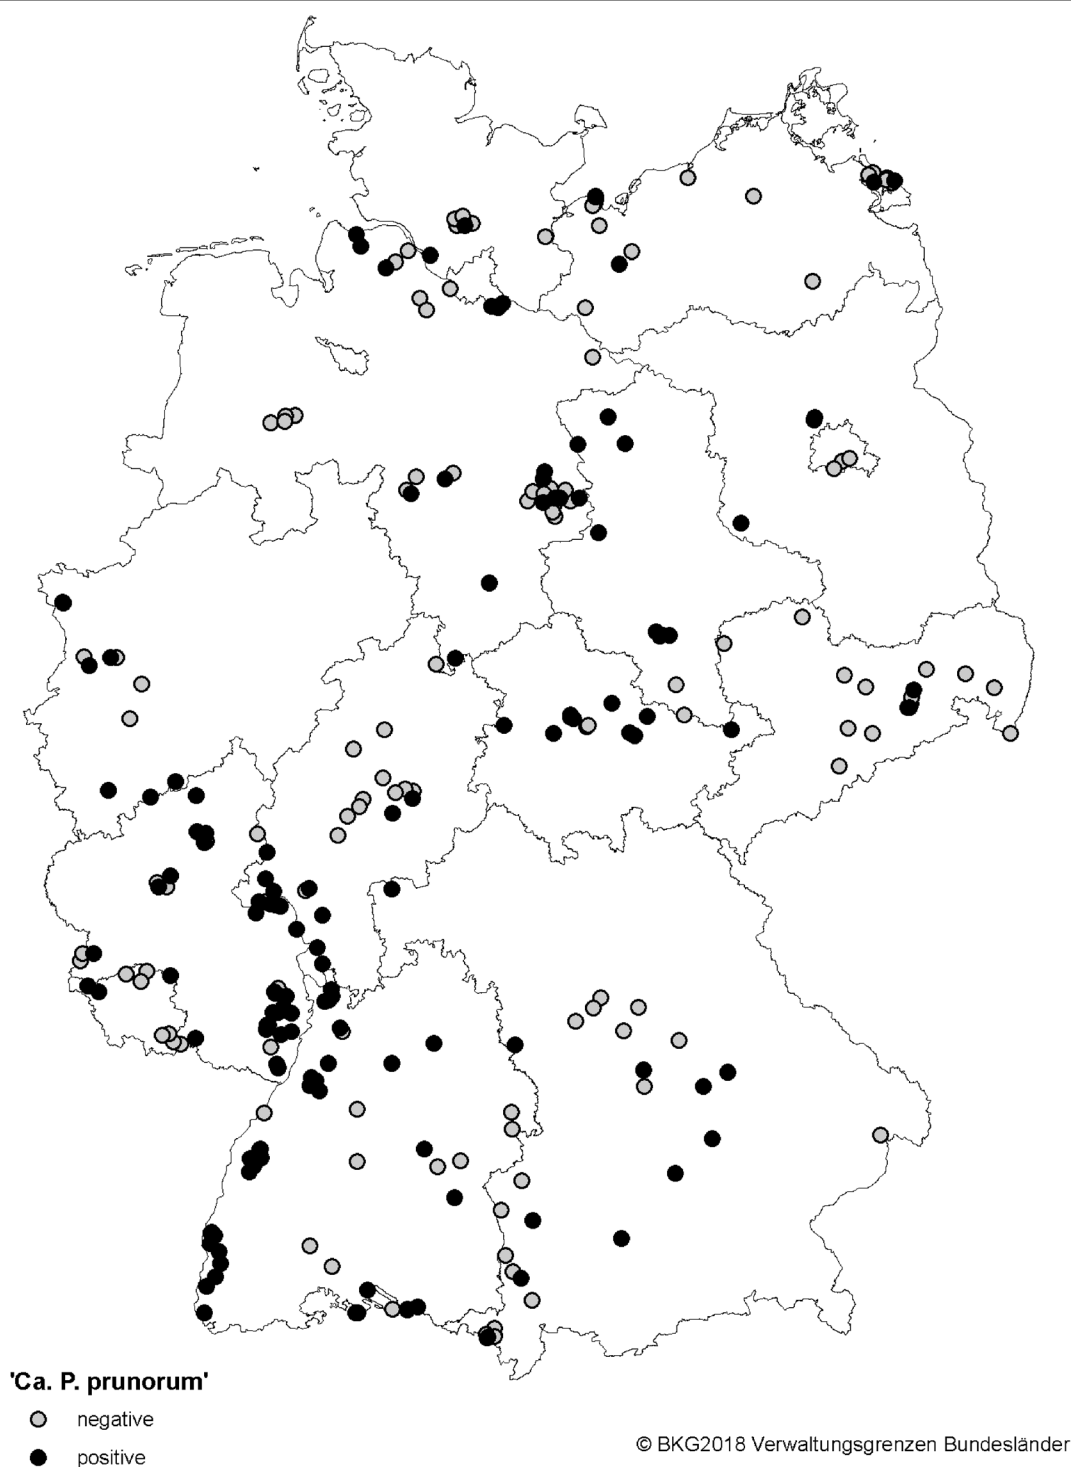 'Ca. P. prunorum'
negative
positive
© BKG2018 Verwaltungsgrenzen Bundesländer